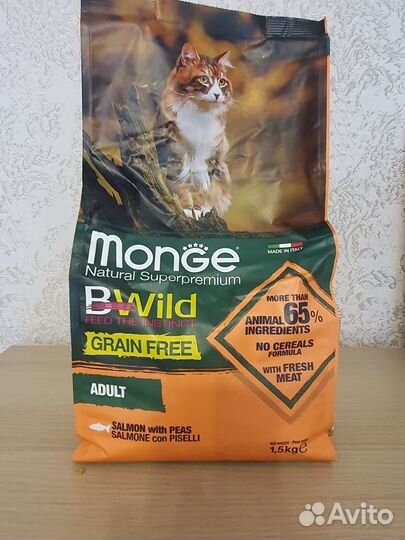 MADE IN ITALY
MONGE
Natural Superpremium
BWild
FEED THE INSTINCT
GRAIN FREE
MORE THAN
ANIMAL 65%
INGREDIENTS
NO CEREALS
FORMULA
WITH FRESH
MEAT
ADULT
SALMON with PEAS
SALMONE con PISELLI
1,5kg℮
Avito